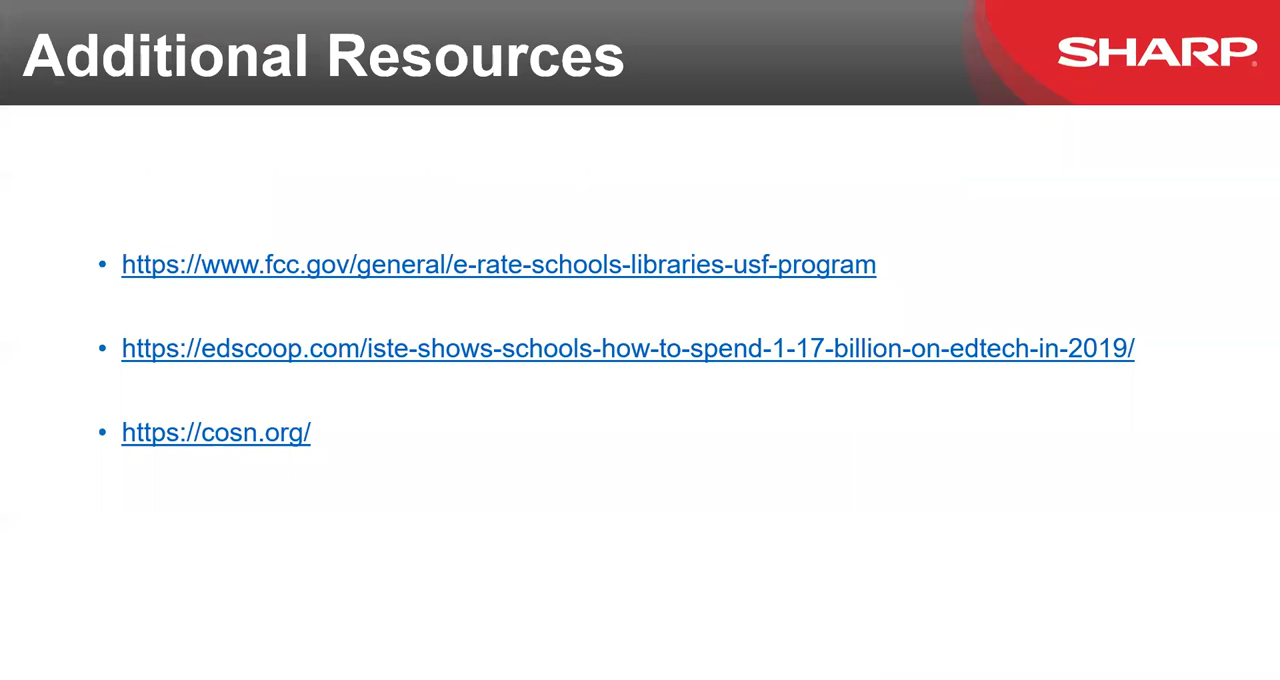 Additional Resources
SHARP
• https://www.fcc.gov/general/e-rate-schools-libraries-usf-program
• https://edscoop.com/iste-shows-schools-how-to-spend-1-17-billion-on-edtech-in-2019/
• https://cosn.org/